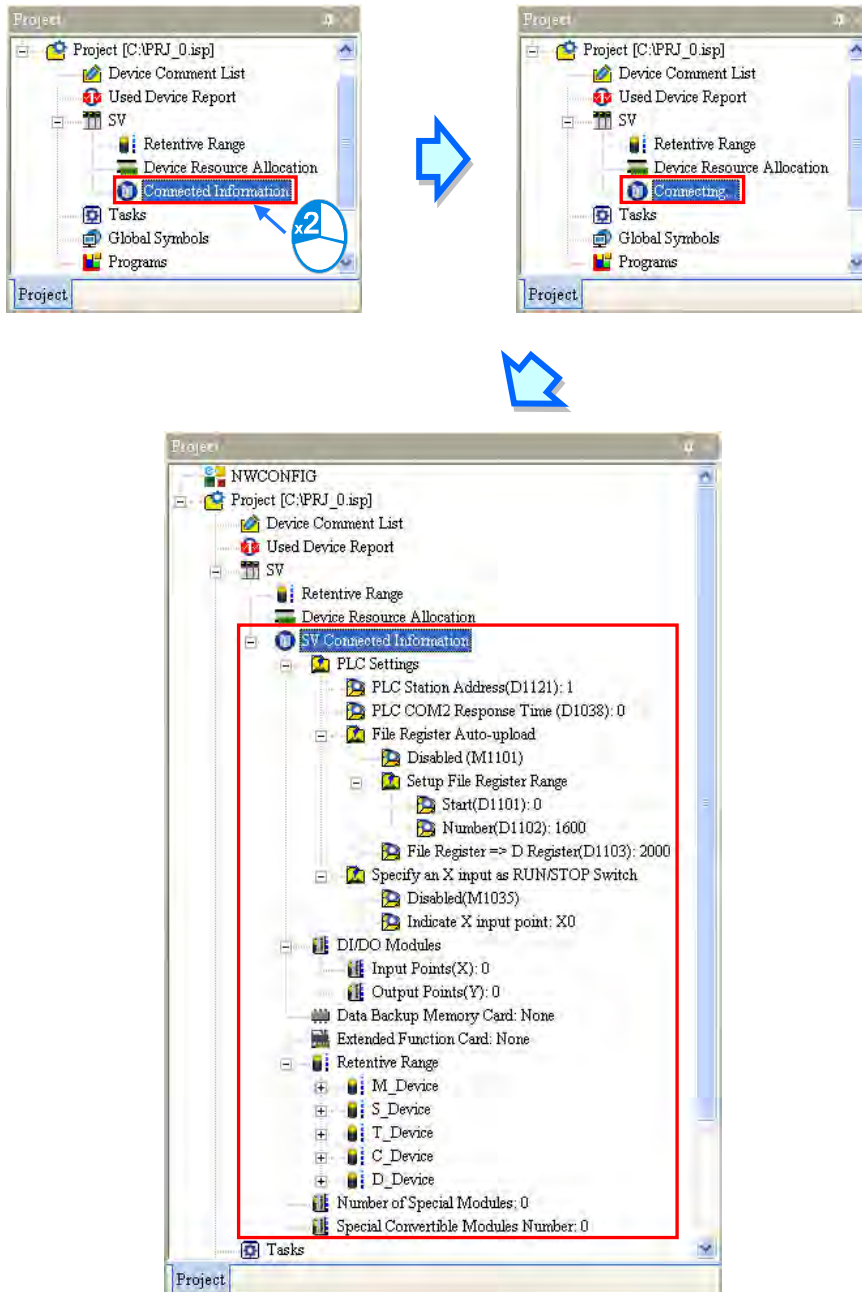 Project
Project [C:\PRJ_0.isp]
Device Comment List
Used Device Report
SV
Retentive Range
Device Resource Allocation
Connected Information
x2
Tasks
Global Symbols
Programs
Project
Project
Project [C:\PRJ_0.isp]
Device Comment List
Used Device Report
SV
Retentive Range
Device Resource Allocation
Connecting...
Tasks
Global Symbols
Programs
Project
Project
NWCONFIG
Project [C:\PRJ_0.isp]
Device Comment List
Used Device Report
SV
Retentive Range
Device Resource Allocation
SV Connected Information
PLC Settings
PLC Station Address(D1121): 1
PLC COM2 Response Time (D1038): 0
File Register Auto-upload
Disabled (M1101)
Setup File Register Range
Start(D1101): 0
Number(D1102): 1600
File Register => D Register(D1103): 2000
Specify an X input as RUN/STOP Switch
Disabled(M1035)
Indicate X input point: X0
DI/DO Modules
Input Points(X): 0
Output Points(Y): 0
Data Backup Memory Card: None
Extended Function Card: None
Retentive Range
M_Device
S_Device
T_Device
C_Device
D_Device
Number of Special Modules: 0
Special Convertible Modules Number: 0
Tasks
Project